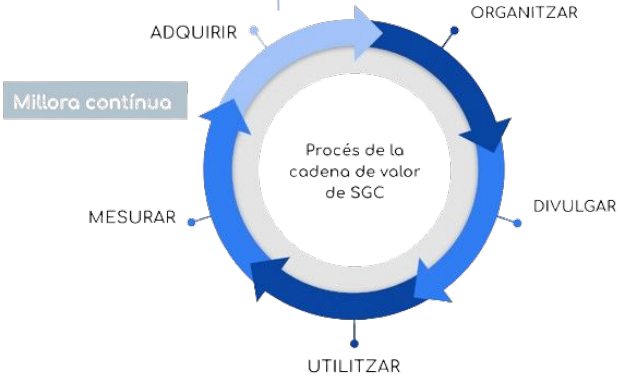 ADQUIRIR
ORGANITZAR
Millora contínua
Procés de la
cadena de valor
de SGC
MESURAR
DIVULGAR
UTILITZAR